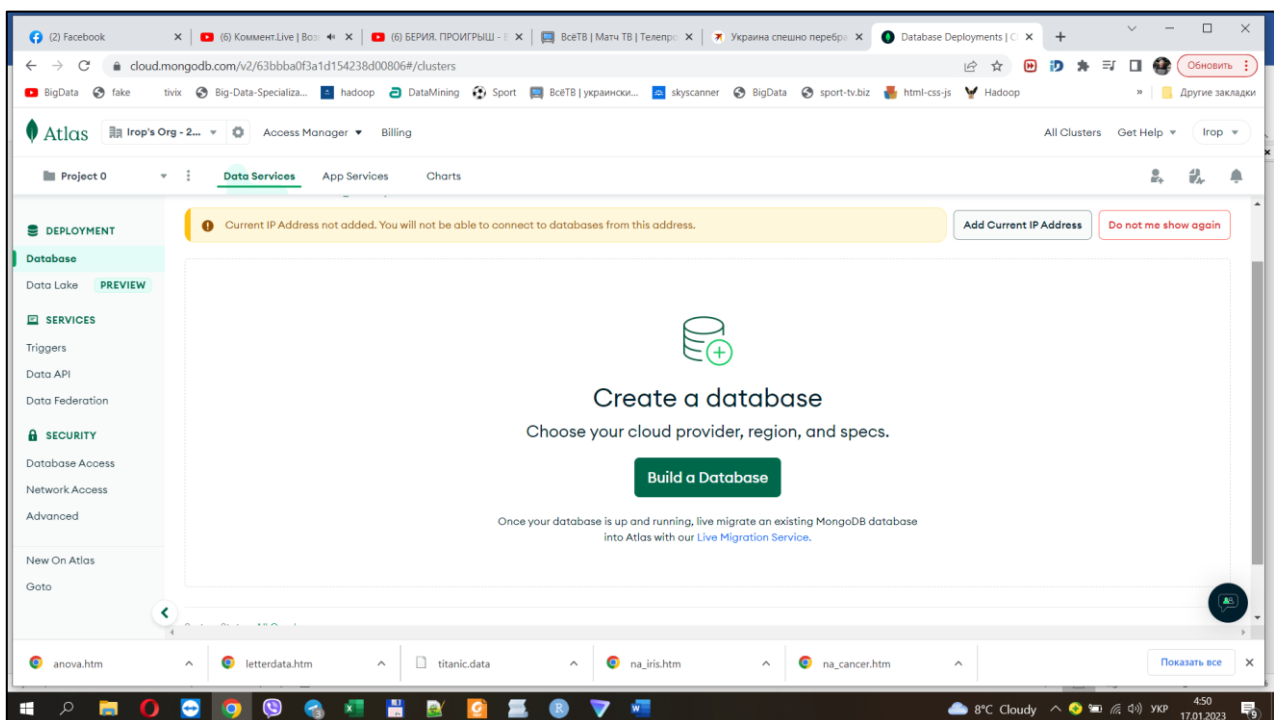 (2) Facebook
(6) Коммент.Live | Воз
(6) БЕРИЯ. ПРОИГРЫШ - В
ВсеТВ | Матч ТВ | Телепро
Украина спешно перебра
Database Deployments | Cl
cloud.mongodb.com/v2/63bbba0f3a1d154238d00806#/clusters
Обновить
BigData
fake
tivix
Big-Data-Specializa...
hadoop
DataMining
Sport
ВсёТВ | украински...
skyscanner
BigData
sport-tv.biz
html-css-js
Hadoop
»
Другие закладки
Atlas
Irop's Org - 2...
Access Manager
Billing
All Clusters
Get Help
Irop
Project 0
Data Services
App Services
Charts
DEPLOYMENT
Database
Data Lake
PREVIEW
SERVICES
Triggers
Data API
Data Federation
SECURITY
Database Access
Network Access
Advanced
New On Atlas
Goto
Current IP Address not added. You will not be able to connect to databases from this address.
Add Current IP Address
Do not me show again
Create a database
Choose your cloud provider, region, and specs.
Build a Database
Once your database is up and running, live migrate an existing MongoDB database
into Atlas with our Live Migration Service.
anova.htm
letterdata.htm
titanic.data
na_iris.htm
na_cancer.htm
Показать все
8°C Cloudy
УКР
4:50
17.01.2023